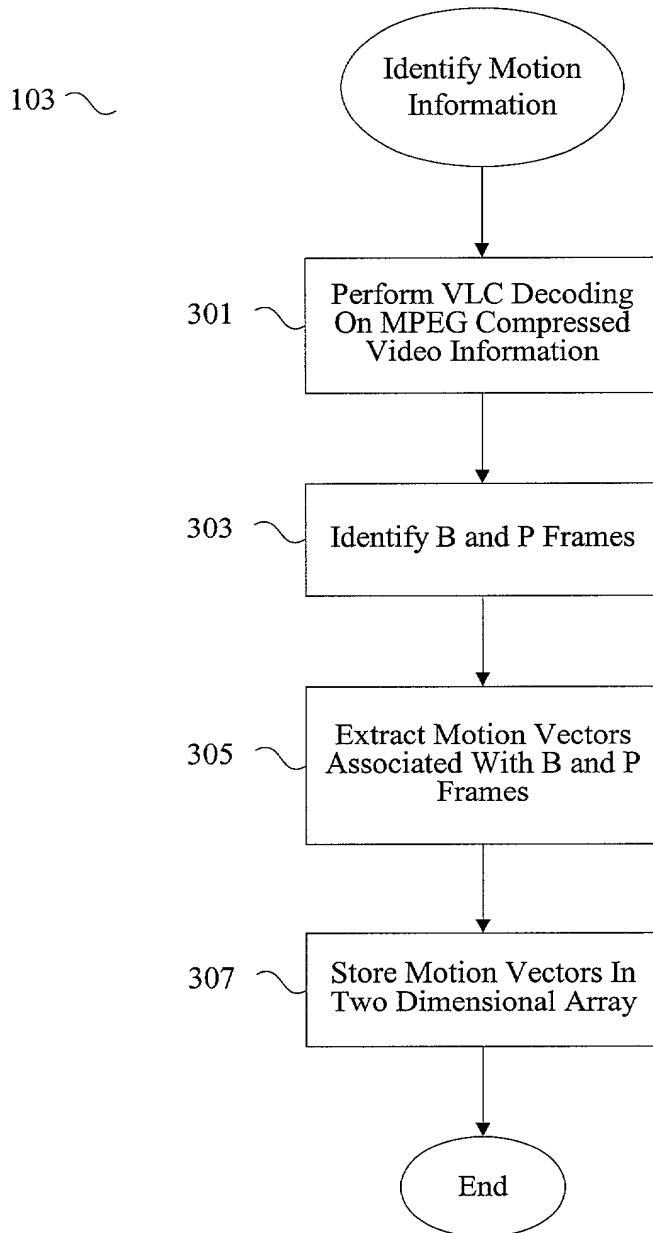 Identify Motion
Information
103
301
Perform VLC Decoding
On MPEG Compressed
Video Information
303
Identify B and P Frames
305
Extract Motion Vectors
Associated With B and P
Frames
307
Store Motion Vectors In
Two Dimensional Array
End